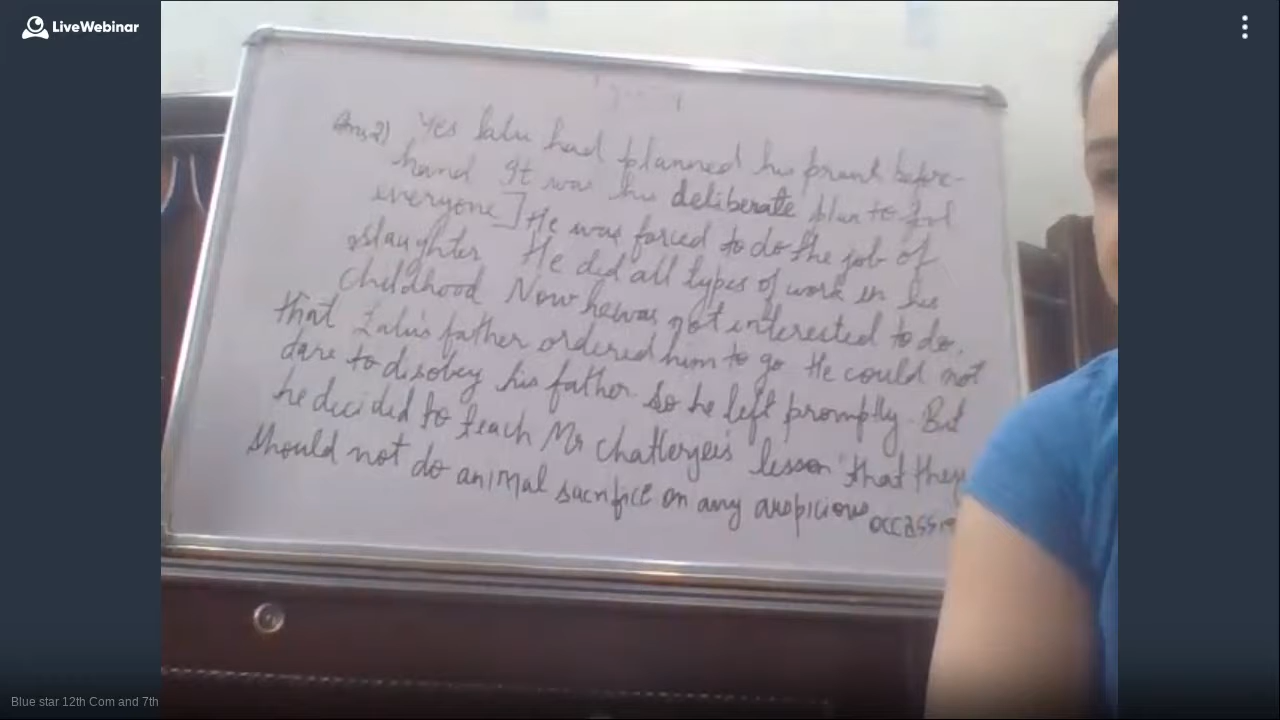 LiveWebinar
Ans2) Yes Lalu had planned his prank before-
hand It was his deliberate plan to fol
everyone] He was forced to do the job of
slaughter He did all types of work in his
childhood Now he was not interested to do.
that Lalu's father ordered him to go He could not
dare to disobey his father. So he left promptly. But
he decided to teach Mr Chatterjee's lesson that they
should not do animal sacrifice on any auspicious
Blue star 12th Com and 7th